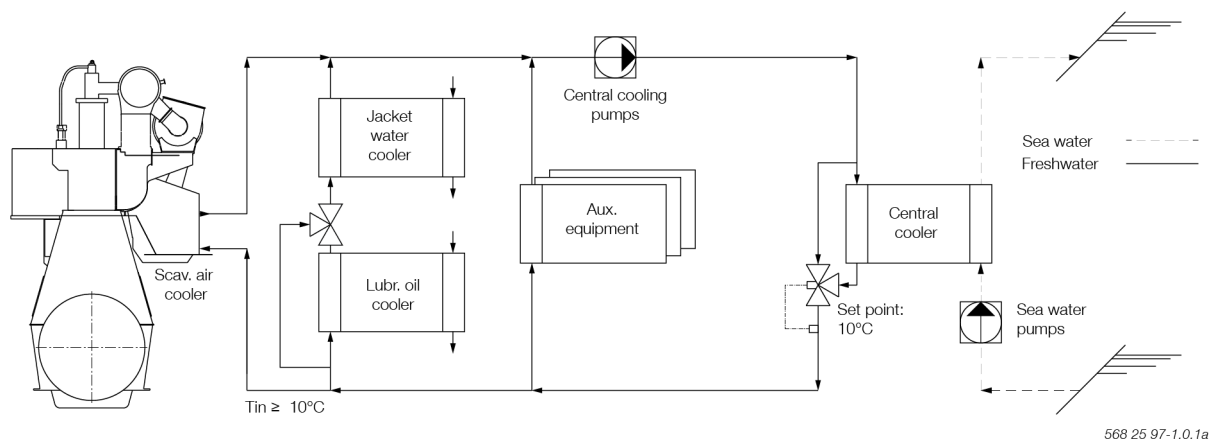 Central cooling
pumps
Jacket
water
cooler
Sea water
Freshwater
Aux.
equipment
Central
cooler
Scav. air
cooler
Lubr. oil
cooler
Set point:
10°C
Sea water
pumps
Tin ≥ 10°C
568 25 97-1.0.1a